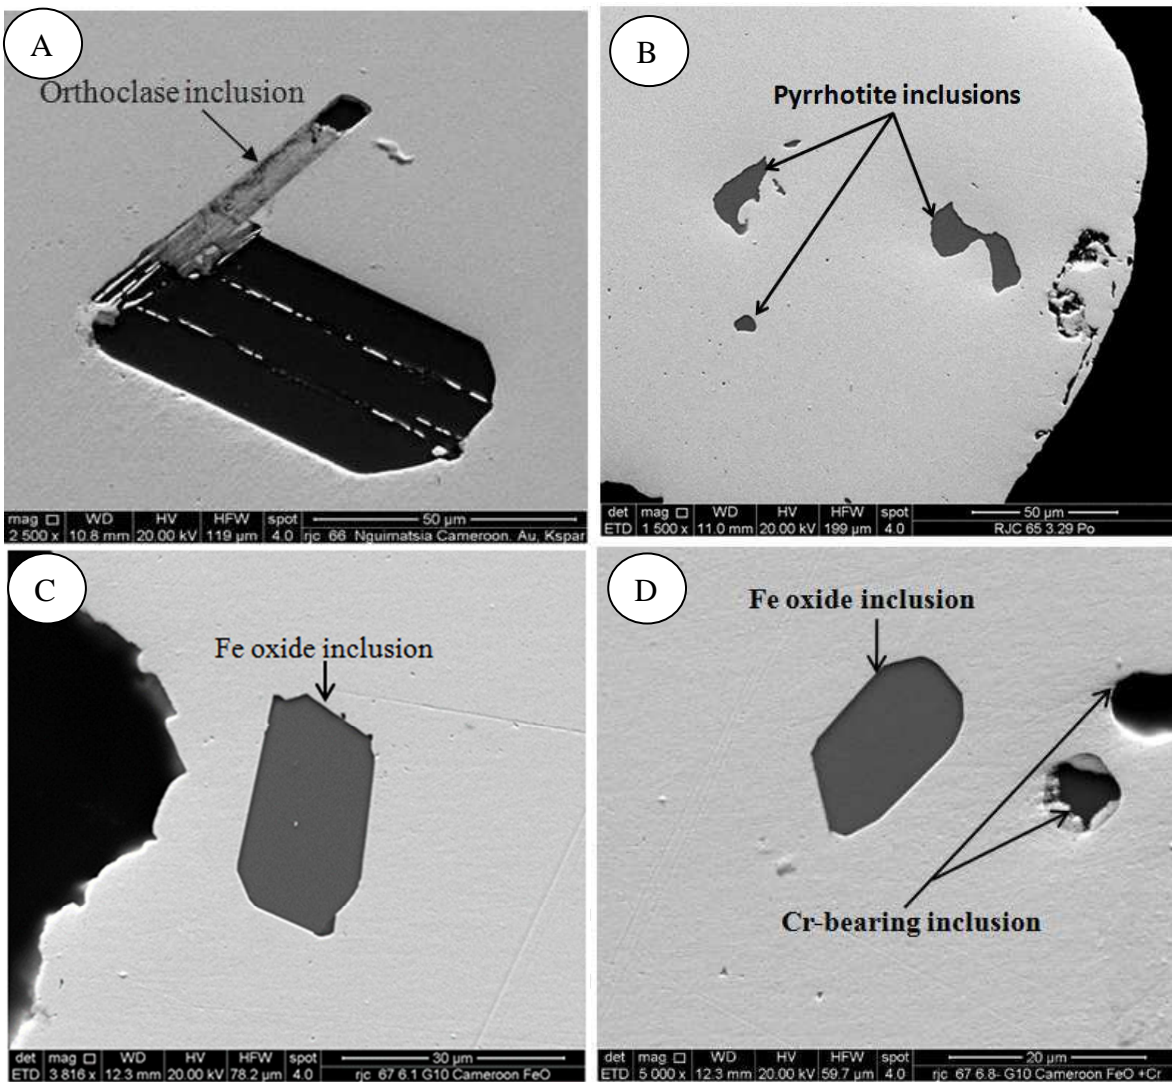 A
Orthoclase inclusion
mag □ WD HV HFW spot 50 µm
2 500 x 10.8 mm 20.00 kV 119 µm 4.0 rjc 66 Nguimatsia Cameroon. Au, Kspar
B
Pyrrhotite inclusions
det mag □ WD HV HFW spot 50 µm
ETD 1 500 x 11.0 mm 20.00 kV 199 µm 4.0 RJC 65 3.29 Po
C
Fe oxide inclusion
det mag □ WD HV HFW spot 30 µm
ETD 3 816 x 12.3 mm 20.00 kV 78.2 µm 4.0 rjc 67 6.1 G10 Cameroon FeO
D
Fe oxide inclusion
Cr-bearing inclusion
det mag □ WD HV HFW spot 20 µm
ETD 5 000 x 12.3 mm 20.00 kV 59.7 µm 4.0 rjc 67 6.8- G10 Cameroon FeO +Cr